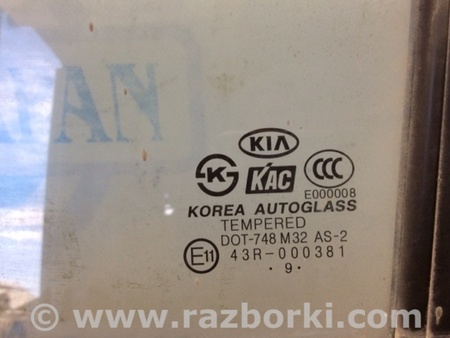 KIA
S K KAC CCC
E000008
KOREA AUTOGLASS
TEMPERED
DOT-748 M32 AS-2
E11 43R-000381
· 9 ·
www.razborki.com